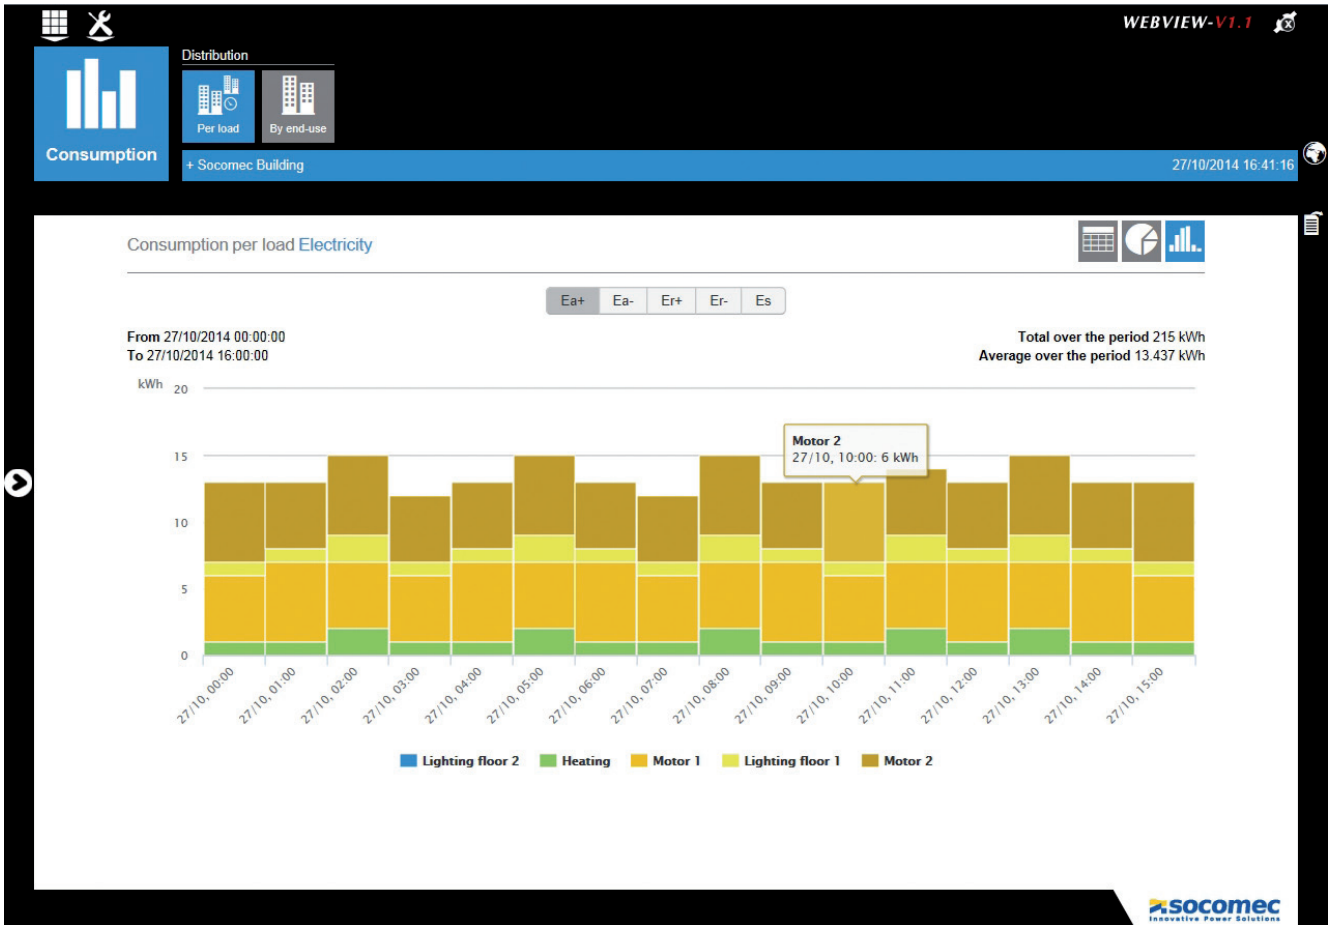 WEBVIEW-V1.1
Distribution
Per load
By end-use
Consumption
+ Socomec Building
27/10/2014 16:41:16
Consumption per load Electricity
Ea+ Ea- Er+ Er- Es
From 27/10/2014 00:00:00
Total over the period 215 kWh
To 27/10/2014 16:00:00
Average over the period 13.437 kWh
kWh
20
Motor 2
27/10, 10:00: 6 kWh
15
10
5
0
27/10, 00:00
27/10, 01:00
27/10, 02:00
27/10, 03:00
27/10, 04:00
27/10, 05:00
27/10, 06:00
27/10, 07:00
27/10, 08:00
27/10, 09:00
27/10, 10:00
27/10, 11:00
27/10, 12:00
27/10, 13:00
27/10, 14:00
27/10, 15:00
Lighting floor 2 Heating Motor 1 Lighting floor 1 Motor 2
socomec
Innovative Power Solutions